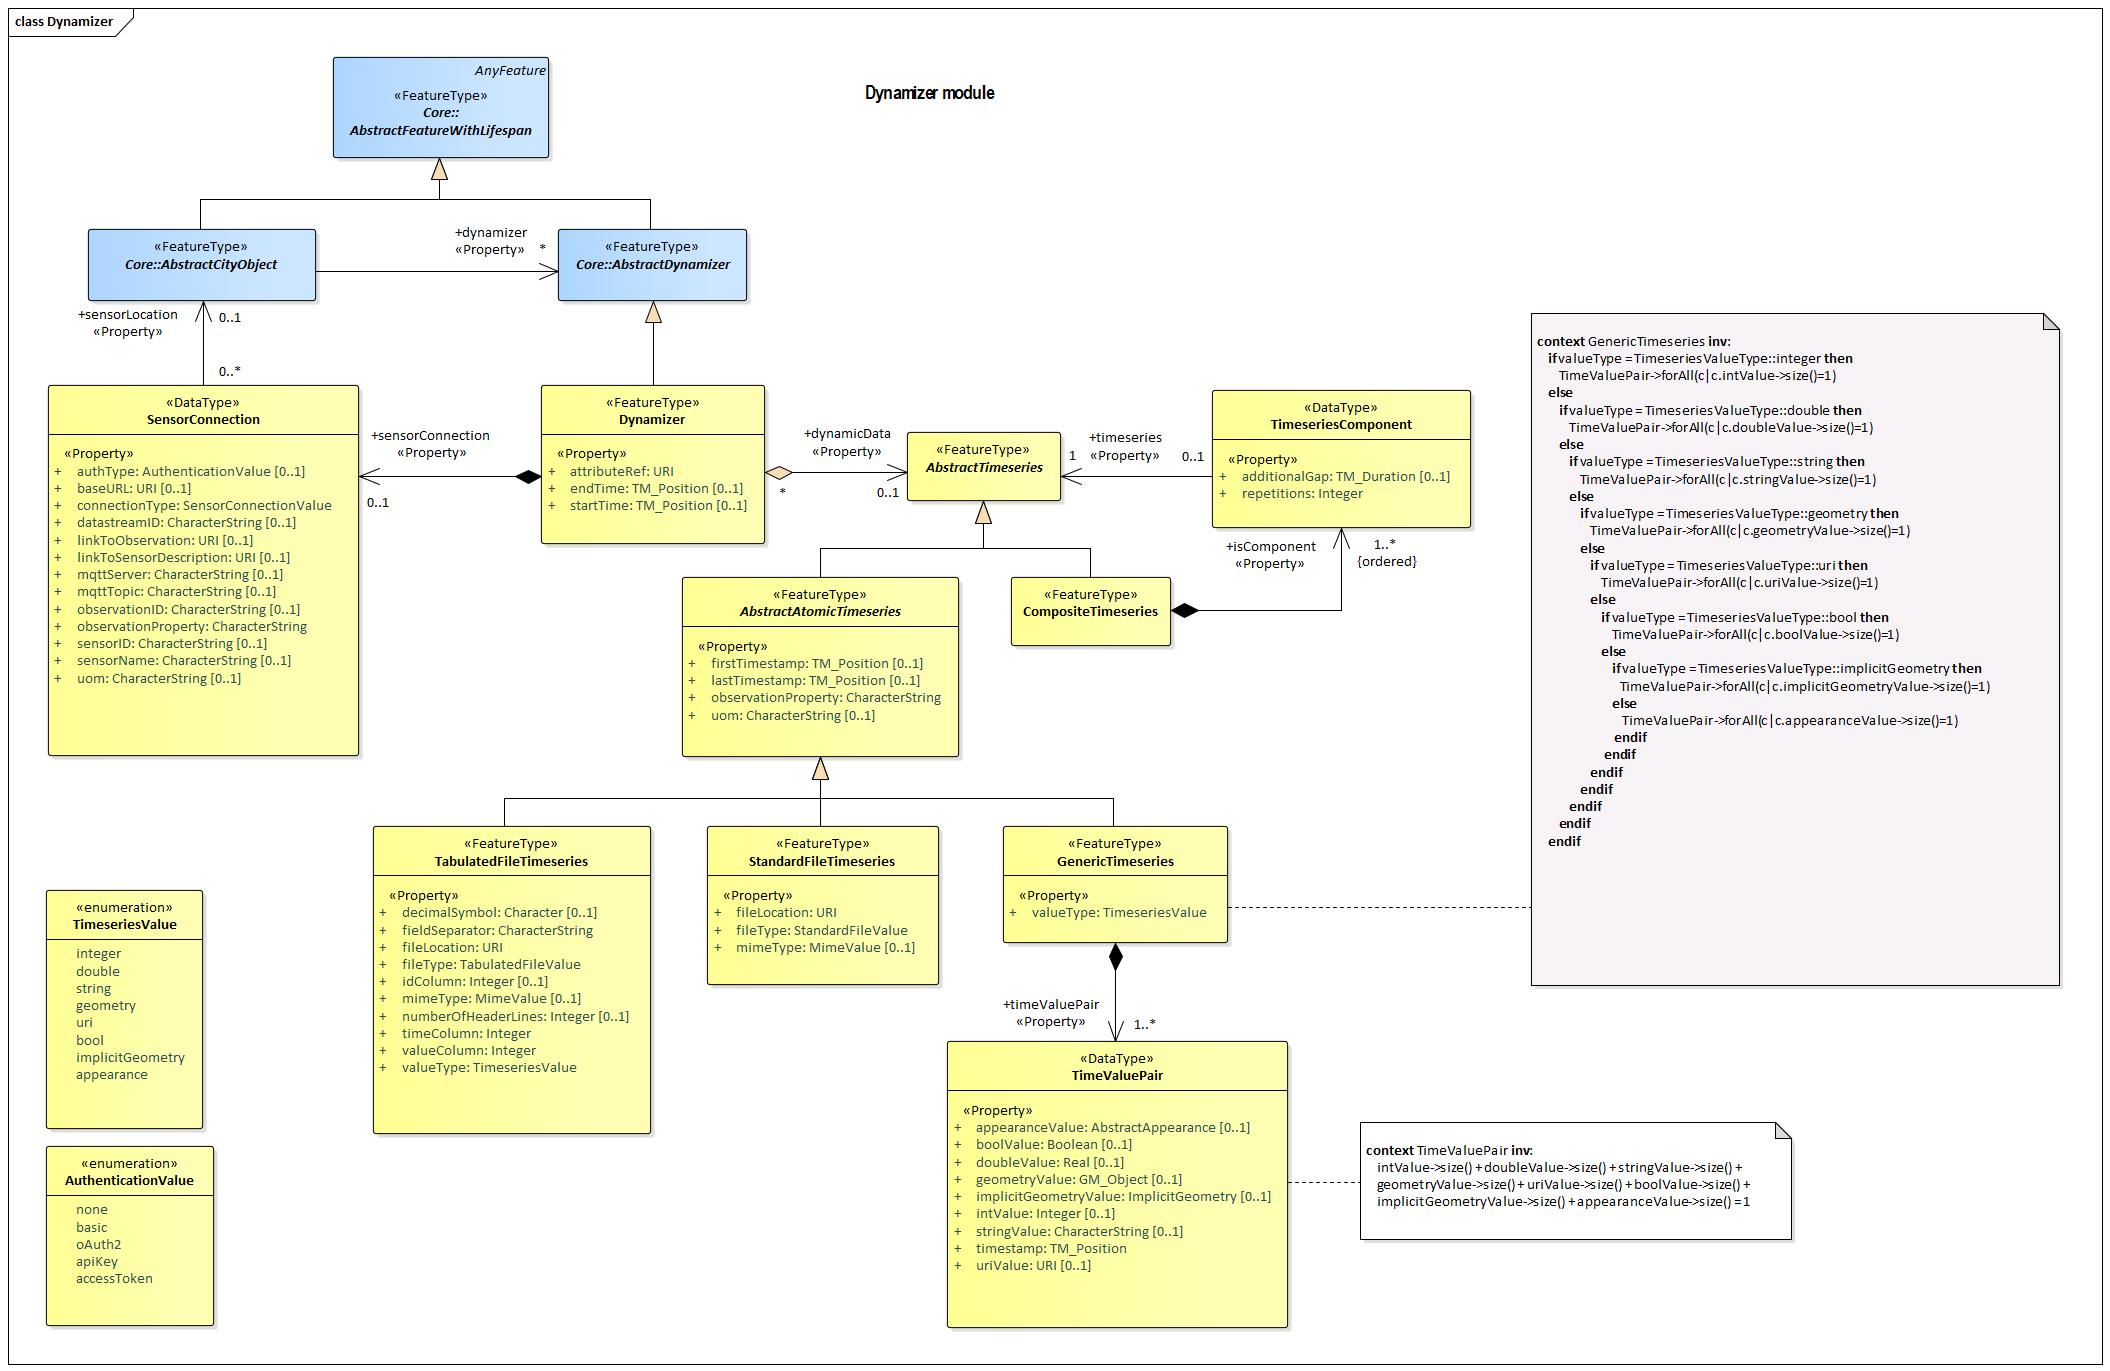 class Dynamizer
Dynamizer module
AnyFeature
«FeatureType»
Core::
AbstractFeatureWithLifespan
«FeatureType»
Core::AbstractCityObject
+dynamizer
«Property»
*
«FeatureType»
Core::AbstractDynamizer
+sensorLocation
«Property»
0..1
0..*
«DataType»
SensorConnection
«Property»
+ authType: AuthenticationValue [0..1]
+ baseURL: URI [0..1]
+ connectionType: SensorConnectionValue
+ datastreamID: CharacterString [0..1]
+ linkToObservation: URI [0..1]
+ linkToSensorDescription: URI [0..1]
+ mqttServer: CharacterString [0..1]
+ mqttTopic: CharacterString [0..1]
+ observationID: CharacterString [0..1]
+ observationProperty: CharacterString
+ sensorID: CharacterString [0..1]
+ sensorName: CharacterString [0..1]
+ uom: CharacterString [0..1]
+sensorConnection
«Property»
0..1
«FeatureType»
Dynamizer
«Property»
+ attributeRef: URI
+ endTime: TM_Position [0..1]
+ startTime: TM_Position [0..1]
+dynamicData
«Property»
*
0..1
«FeatureType»
AbstractTimeseries
+timeseries
«Property»
1
0..1
«DataType»
TimeseriesComponent
«Property»
+ additionalGap: TM_Duration [0..1]
+ repetitions: Integer
+isComponent
«Property»
1..*
{ordered}
«FeatureType»
AbstractAtomicTimeseries
«Property»
+ firstTimestamp: TM_Position [0..1]
+ lastTimestamp: TM_Position [0..1]
+ observationProperty: CharacterString
+ uom: CharacterString [0..1]
«FeatureType»
CompositeTimeseries
context GenericTimeseries inv:
if valueType = TimeseriesValueType::integer then
TimeValuePair->forAll(c|c.intValue->size()=1)
else
if valueType = TimeseriesValueType::double then
TimeValuePair->forAll(c|c.doubleValue->size()=1)
else
if valueType = TimeseriesValueType::string then
TimeValuePair->forAll(c|c.stringValue->size()=1)
else
if valueType = TimeseriesValueType::geometry then
TimeValuePair->forAll(c|c.geometryValue->size()=1)
else
if valueType = TimeseriesValueType::uri then
TimeValuePair->forAll(c|c.uriValue->size()=1)
else
if valueType = TimeseriesValueType::bool then
TimeValuePair->forAll(c|c.boolValue->size()=1)
else
if valueType = TimeseriesValueType::implicitGeometry then
TimeValuePair->forAll(c|c.implicitGeometryValue->size()=1)
else
TimeValuePair->forAll(c|c.appearanceValue->size()=1)
endif
endif
endif
endif
endif
endif
endif
«FeatureType»
TabulatedFileTimeseries
«Property»
+ decimalSymbol: Character [0..1]
+ fieldSeparator: CharacterString
+ fileLocation: URI
+ fileType: TabulatedFileValue
+ idColumn: Integer [0..1]
+ mimeType: MimeValue [0..1]
+ numberOfHeaderLines: Integer [0..1]
+ timeColumn: Integer
+ valueColumn: Integer
+ valueType: TimeseriesValue
«FeatureType»
StandardFileTimeseries
«Property»
+ fileLocation: URI
+ fileType: StandardFileValue
+ mimeType: MimeValue [0..1]
«FeatureType»
GenericTimeseries
«Property»
+ valueType: TimeseriesValue
+timeValuePair
«Property»
1..*
«enumeration»
TimeseriesValue
integer
double
string
geometry
uri
bool
implicitGeometry
appearance
«enumeration»
AuthenticationValue
none
basic
oAuth2
apiKey
accessToken
«DataType»
TimeValuePair
«Property»
+ appearanceValue: AbstractAppearance [0..1]
+ boolValue: Boolean [0..1]
+ doubleValue: Real [0..1]
+ geometryValue: GM_Object [0..1]
+ implicitGeometryValue: ImplicitGeometry [0..1]
+ intValue: Integer [0..1]
+ stringValue: CharacterString [0..1]
+ timestamp: TM_Position
+ uriValue: URI [0..1]
context TimeValuePair inv:
intValue->size() + doubleValue->size() + stringValue->size() +
geometryValue->size() + uriValue->size() + boolValue->size() +
implicitGeometryValue->size() + appearanceValue->size() = 1